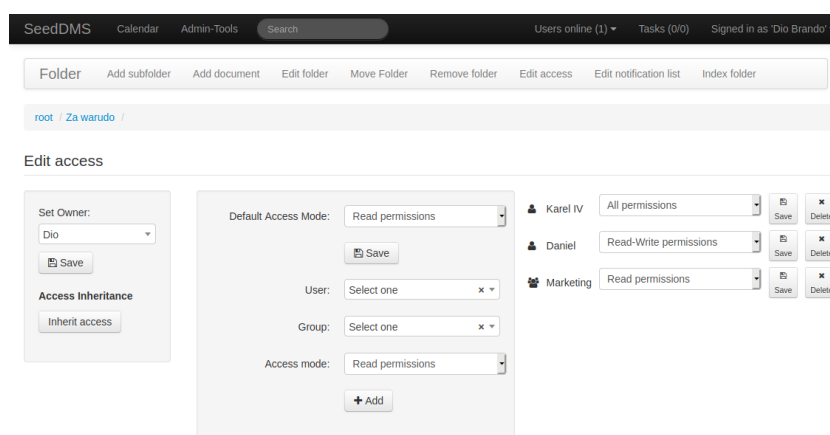 SeedDMS Calendar Admin-Tools Search Users online (1) Tasks (0/0) Signed in as 'Dio Brando'
Folder Add subfolder Add document Edit folder Move Folder Remove folder Edit access Edit notification list Index folder
root / Za warudo /
Edit access
Set Owner:
Dio
Save
Access Inheritance
Inherit access
Default Access Mode: Read permissions
Save
User: Select one
Group: Select one
Access mode: Read permissions
Add
Karel IV All permissions Save Delete
Daniel Read-Write permissions Save Delete
Marketing Read permissions Save Delete